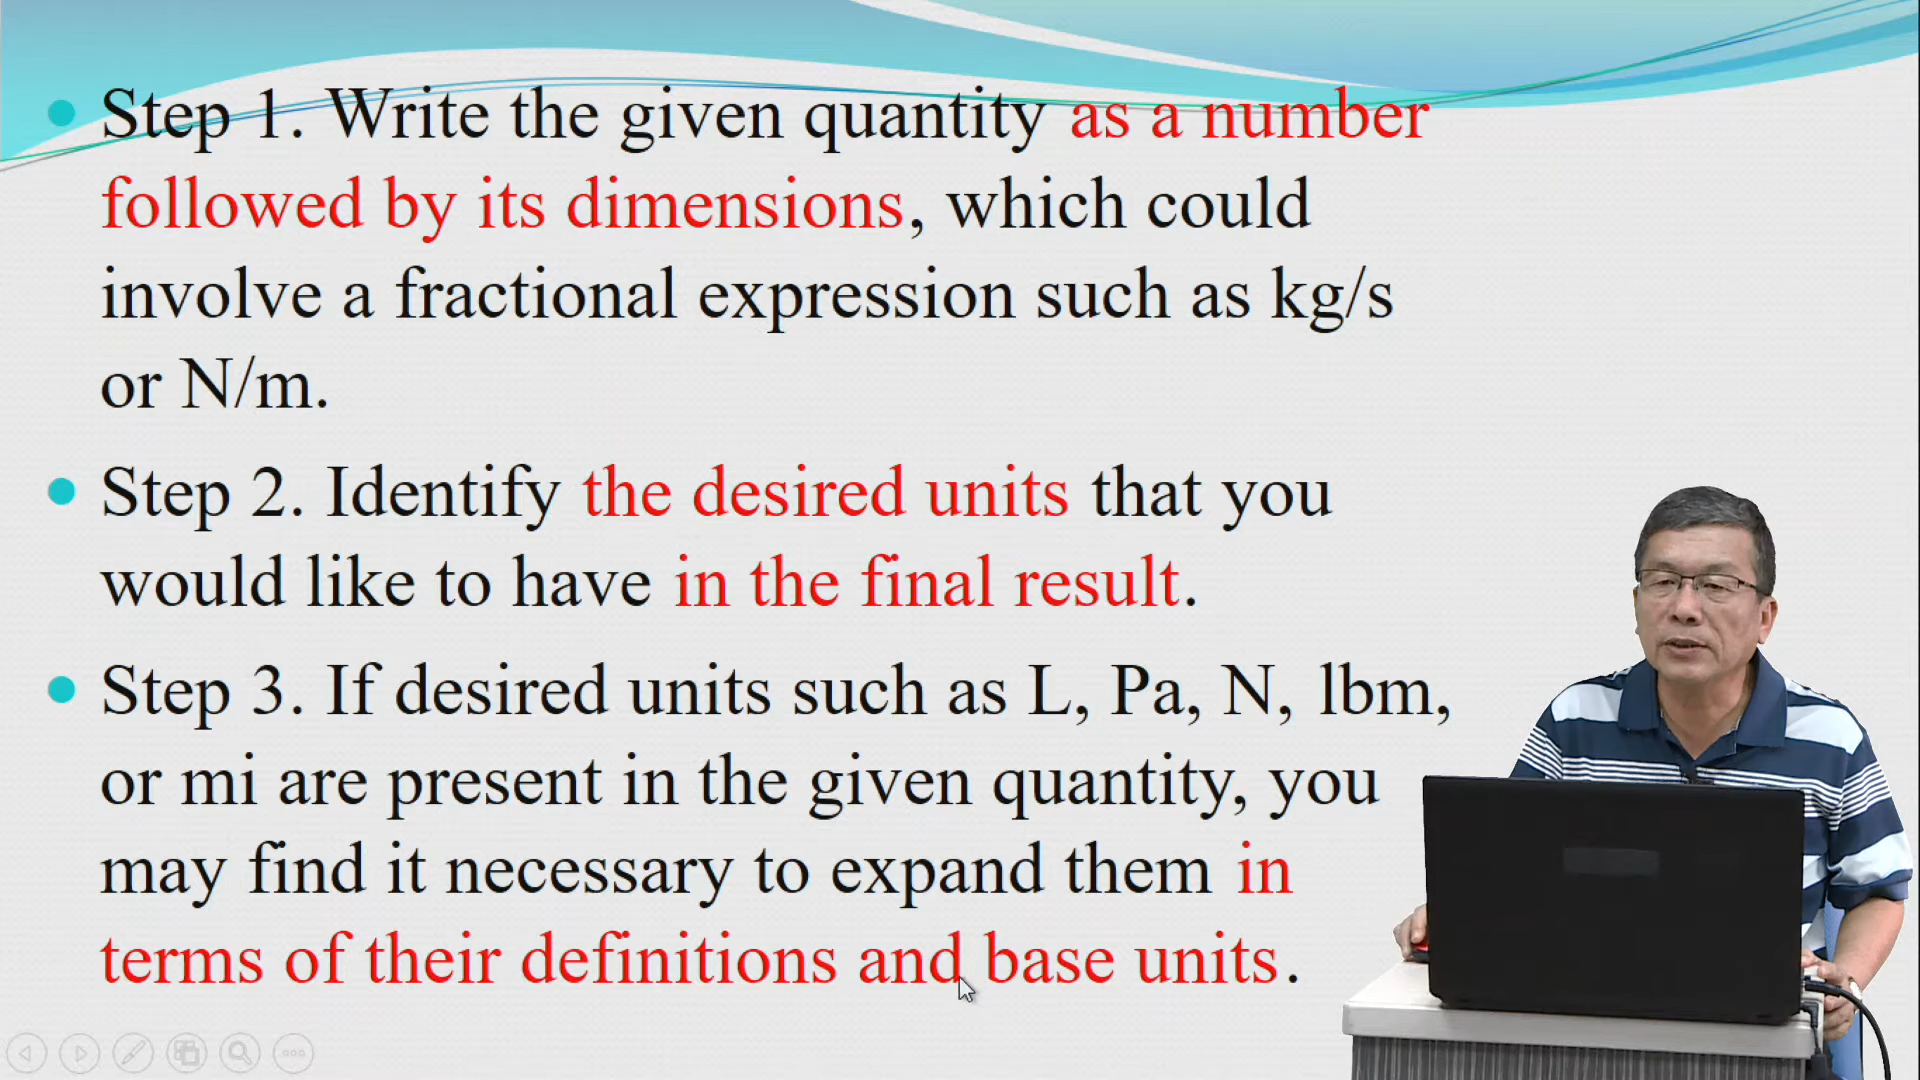 Step 1. Write the given quantity as a number
followed by its dimensions, which could
involve a fractional expression such as kg/s
or N/m.
Step 2. Identify the desired units that you
would like to have in the final result.
Step 3. If desired units such as L, Pa, N, lbm,
or mi are present in the given quantity, you
may find it necessary to expand them in
terms of their definitions and base units.